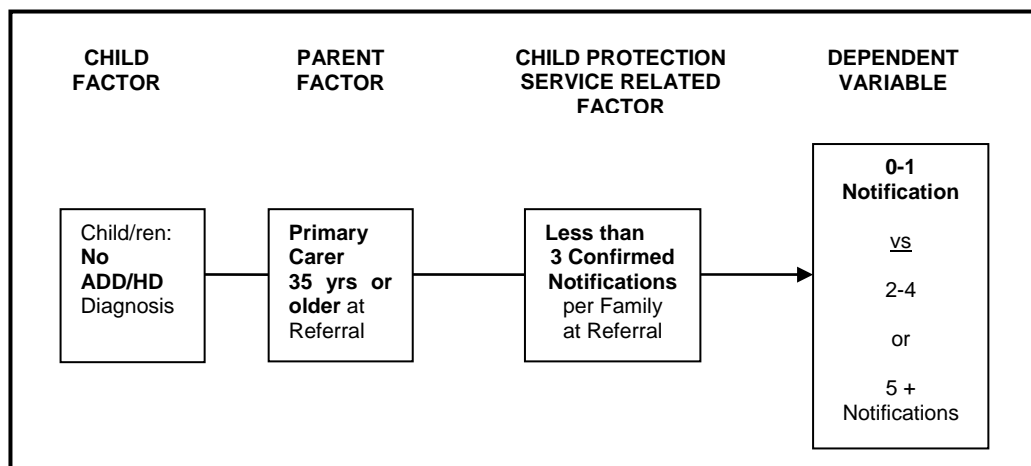 CHILD
FACTOR
PARENT
FACTOR
CHILD PROTECTION
SERVICE RELATED
FACTOR
DEPENDENT
VARIABLE
Child/ren:
No
ADD/HD
Diagnosis
Primary
Carer
35 yrs or
older at
Referral
Less than
3 Confirmed
Notifications
per Family
at Referral
0-1
Notification
vs
2-4
or
5 +
Notifications